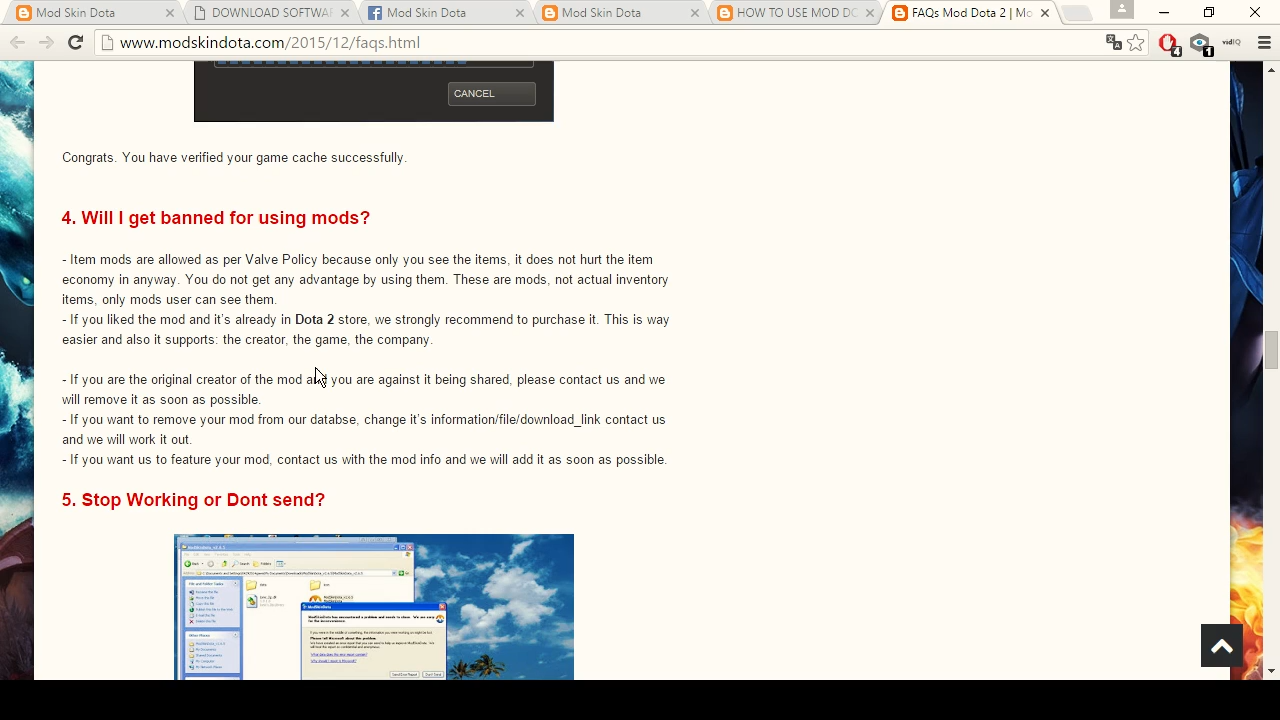 Mod Skin Dota
DOWNLOAD SOFTWAR
Mod Skin Dota
Mod Skin Dota
HOW TO USE MOD DO
FAQs Mod Dota 2 | Mo
www.modskindota.com/2015/12/faqs.html
4
1
vidIQ
CANCEL
Congrats. You have verified your game cache successfully.
4. Will I get banned for using mods?
- Item mods are allowed as per Valve Policy because only you see the items, it does not hurt the item
economy in anyway. You do not get any advantage by using them. These are mods, not actual inventory
items, only mods user can see them.
- If you liked the mod and it's already in Dota 2 store, we strongly recommend to purchase it. This is way
easier and also it supports: the creator, the game, the company.
- If you are the original creator of the mod and you are against it being shared, please contact us and we
will remove it as soon as possible.
- If you want to remove your mod from our databse, change it's information/file/download_link contact us
and we will work it out.
- If you want us to feature your mod, contact us with the mod info and we will add it as soon as possible.
5. Stop Working or Dont send?